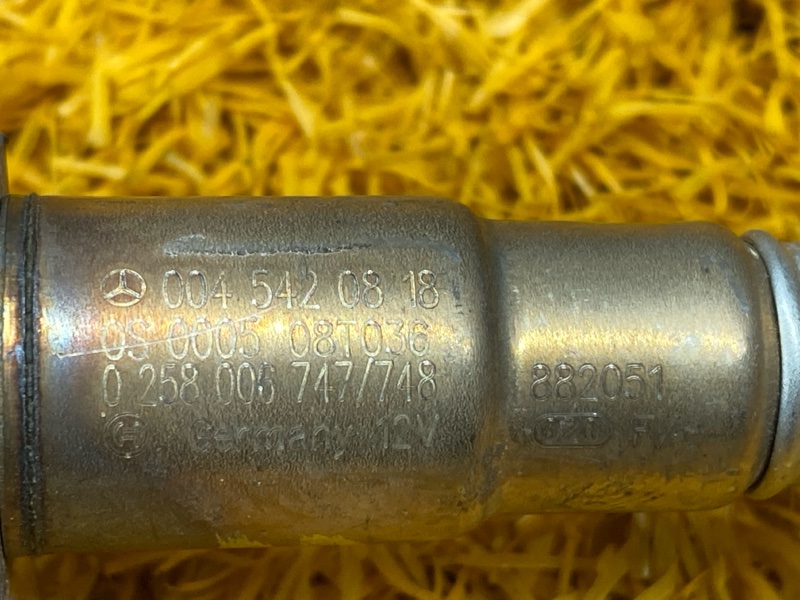 004 542 08 18
0S 0005 08T036
0 258 006 747/748
H Germany 12V
882051
F